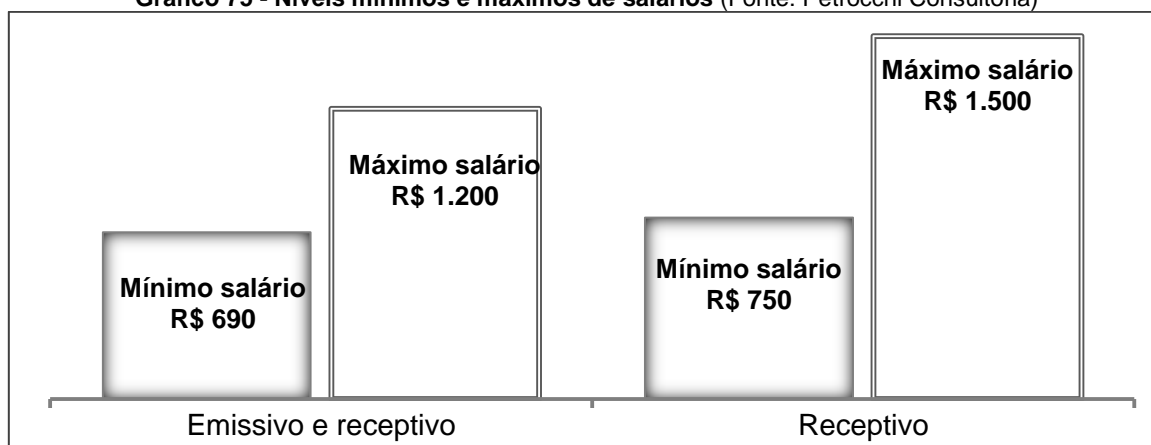 Gráfico 75 - Níveis mínimos e máximos de salários (Fonte: Petrocchi Consultoria)
Máximo salário
R$ 1.500
Máximo salário
R$ 1.200
Mínimo salário
R$ 690
Mínimo salário
R$ 750
Emissivo e receptivo
Receptivo